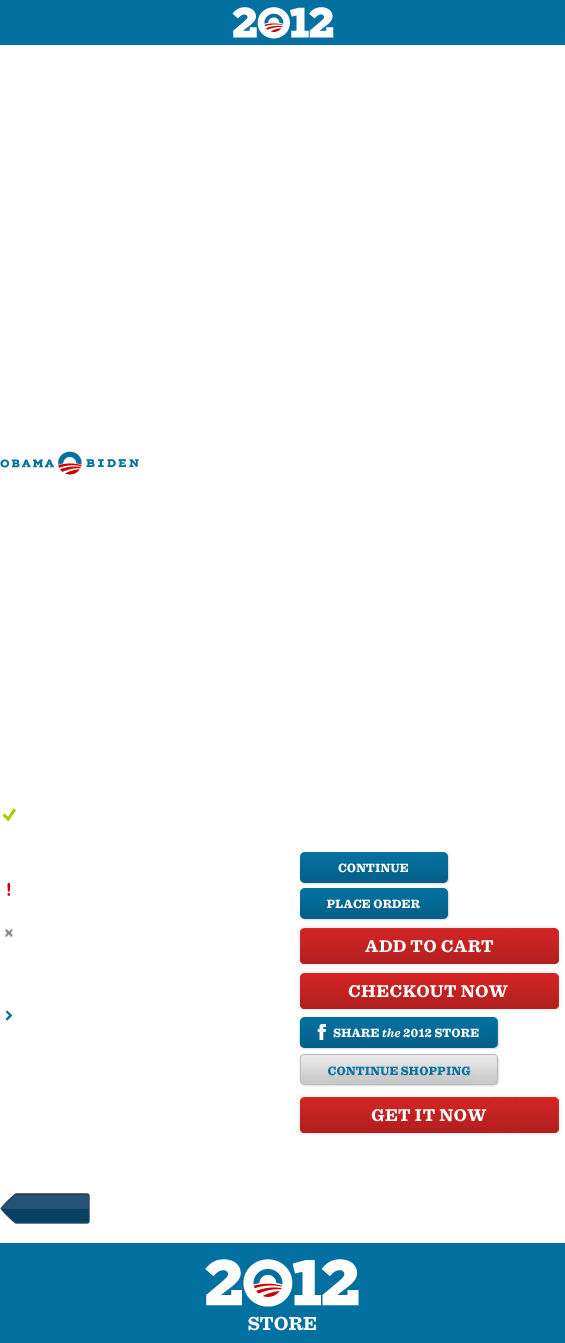 2012
OBAMA BIDEN
CONTINUE
PLACE ORDER
ADD TO CART
CHECKOUT NOW
f SHARE the 2012 STORE
CONTINUE SHOPPING
GET IT NOW
2012
STORE